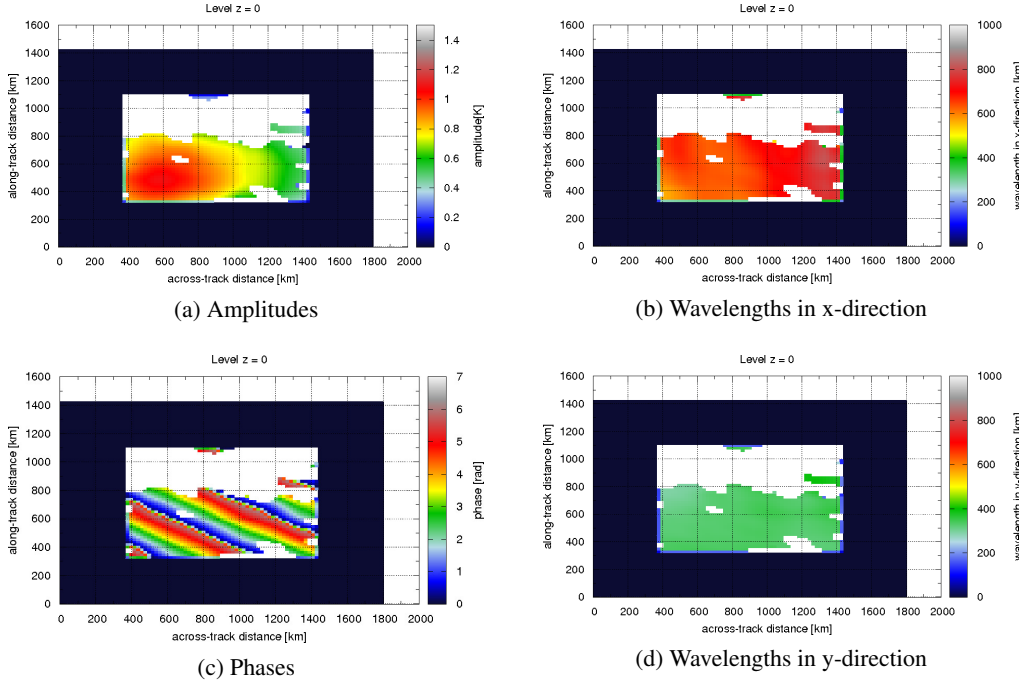 Level z = 0
1600
1400
1200
1000
800
600
400
200
0
along-track distance [km]
0 200 400 600 800 1000 1200 1400 1600 1800 2000
across-track distance [km]
1.4
1.2
1
0.8
0.6
0.4
0.2
0
amplitude[K]
(a) Amplitudes
Level z = 0
1600
1400
1200
1000
800
600
400
200
0
along-track distance [km]
0 200 400 600 800 1000 1200 1400 1600 1800 2000
across-track distance [km]
1000
800
600
400
200
0
wavelength in x-direction [km]
(b) Wavelengths in x-direction
Level z = 0
1600
1400
1200
1000
800
600
400
200
0
along-track distance [km]
0 200 400 600 800 1000 1200 1400 1600 1800 2000
across-track distance [km]
7
6
5
4
3
2
1
0
phase [rad]
(c) Phases
Level z = 0
1600
1400
1200
1000
800
600
400
200
0
along-track distance [km]
0 200 400 600 800 1000 1200 1400 1600 1800 2000
across-track distance [km]
1000
800
600
400
200
0
wavelength in y-direction [km]
(d) Wavelengths in y-direction